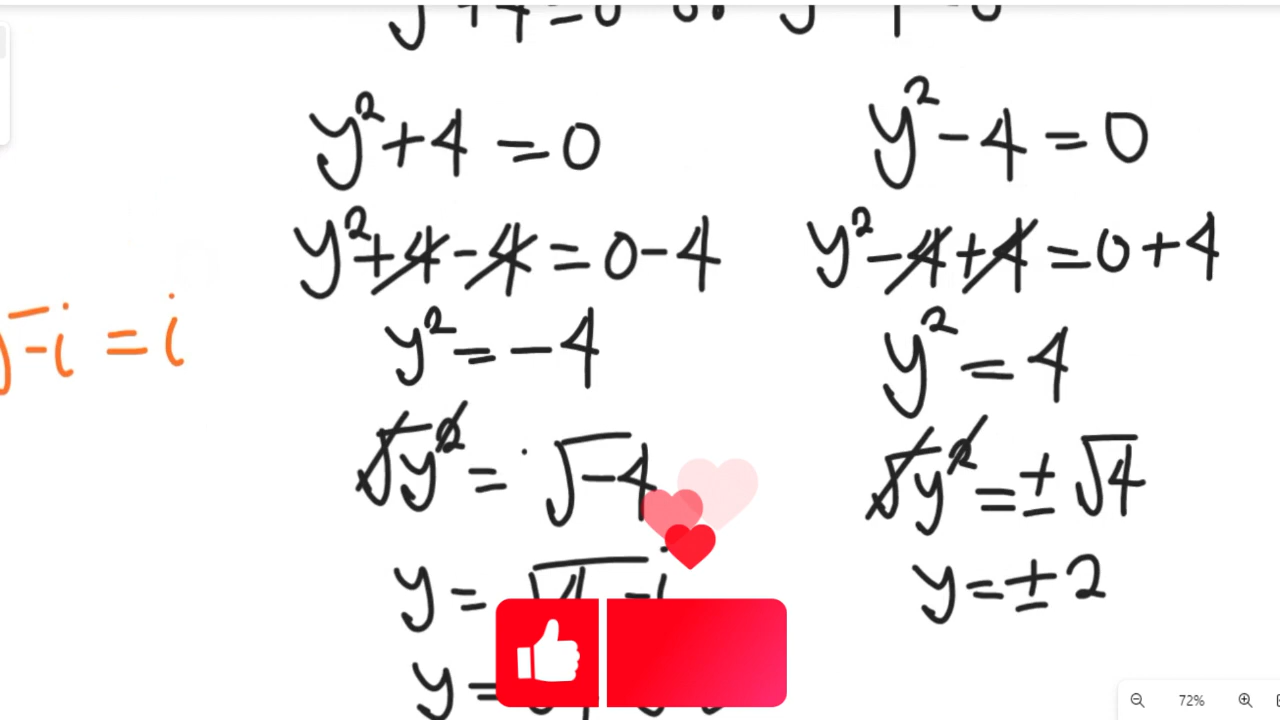 y² + 4 = 0
y² - 4 = 0
y² + 4 - 4 = 0 - 4
y² - 4 + 4 = 0 + 4
√-i = i
y² = -4
y² = 4
√y² = √-4
√y² = ± √4
y =
y = ± 2
y =
72%